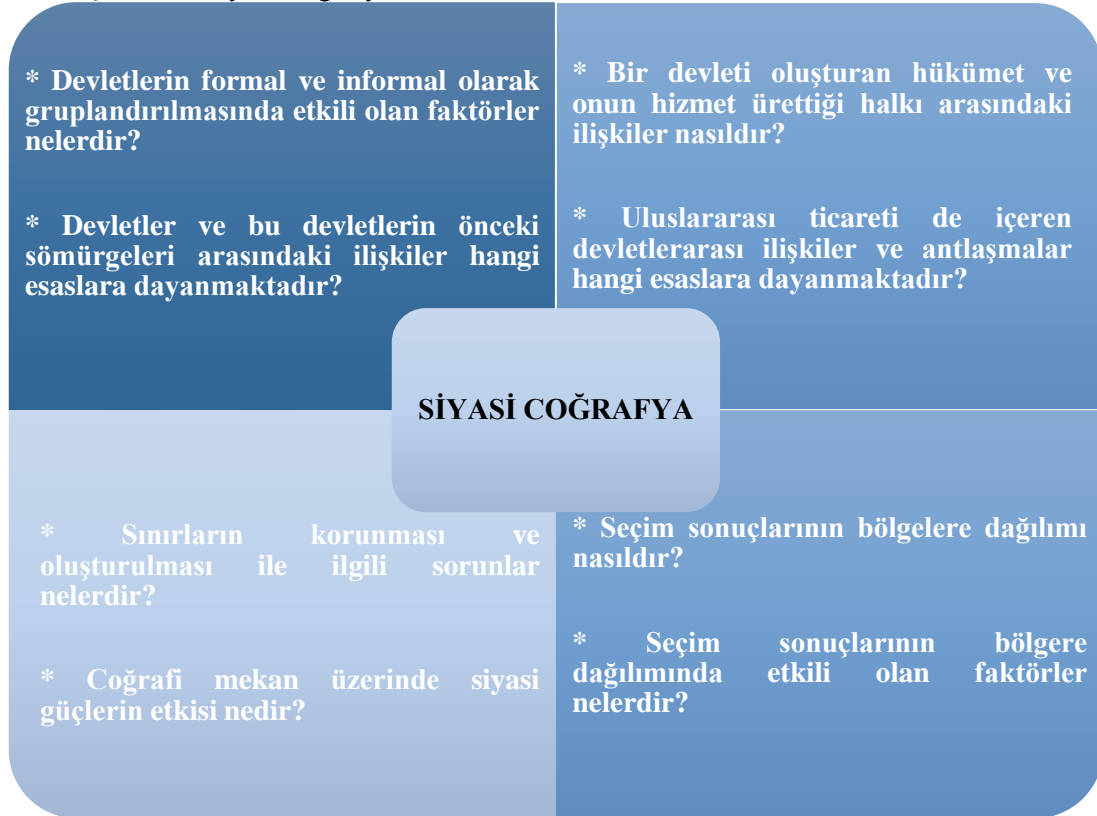 * Devletlerin formal ve informal olarak
gruplandırılmasında etkili olan faktörler
nelerdir?
* Devletler ve bu devletlerin önceki
sömürgeleri arasındaki ilişkiler hangi
esaslara dayanmaktadır?
* Bir devleti oluşturan hükümet ve
onun hizmet ürettiği halkı arasındaki
ilişkiler nasıldır?
* Uluslararası ticareti de içeren
devletlerarası ilişkiler ve antlaşmalar
hangi esaslara dayanmaktadır?
SİYASİ COĞRAFYA
* Sınırların korunması ve
oluşturulması ile ilgili sorunlar
nelerdir?
* Coğrafi mekan üzerinde siyasi
güçlerin etkisi nedir?
* Seçim sonuçlarının bölgelere dağılımı
nasıldır?
* Seçim sonuçlarının bölgere
dağılımında etkili olan faktörler
nelerdir?